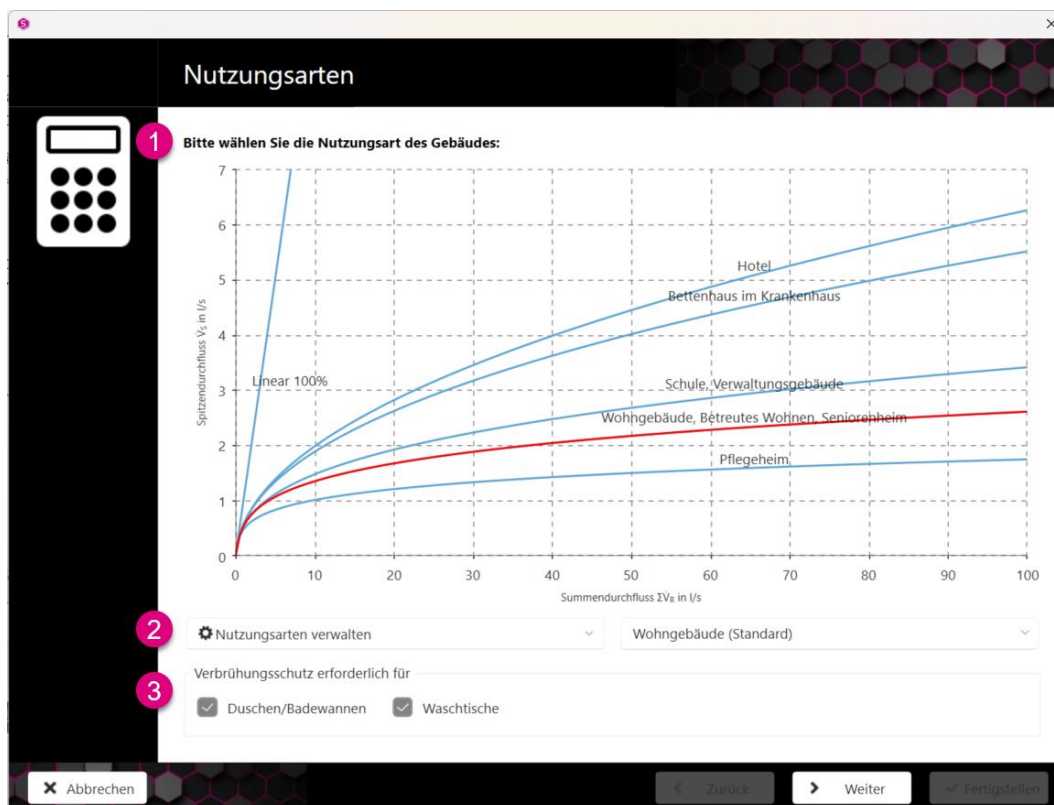 Nutzungsarten
1
Bitte wählen Sie die Nutzungsart des Gebäudes:
7
6
5
4
3
2
1
0
Spitzendurchfluss V̇s in l/s
Hotel
Bettenhaus im Krankenhaus
Linear 100%
Schule, Verwaltungsgebäude
Wohngebäude, Betreutes Wohnen, Seniorenheim
Pflegeheim
0 10 20 30 40 50 60 70 80 90 100
Summendurchfluss ΣV̇R in l/s
2
Nutzungsarten verwalten
Wohngebäude (Standard)
3
Verbrühungsschutz erforderlich für
Duschen/Badewannen
Waschtische
Abbrechen
Zurück
Weiter
Fertigstellen